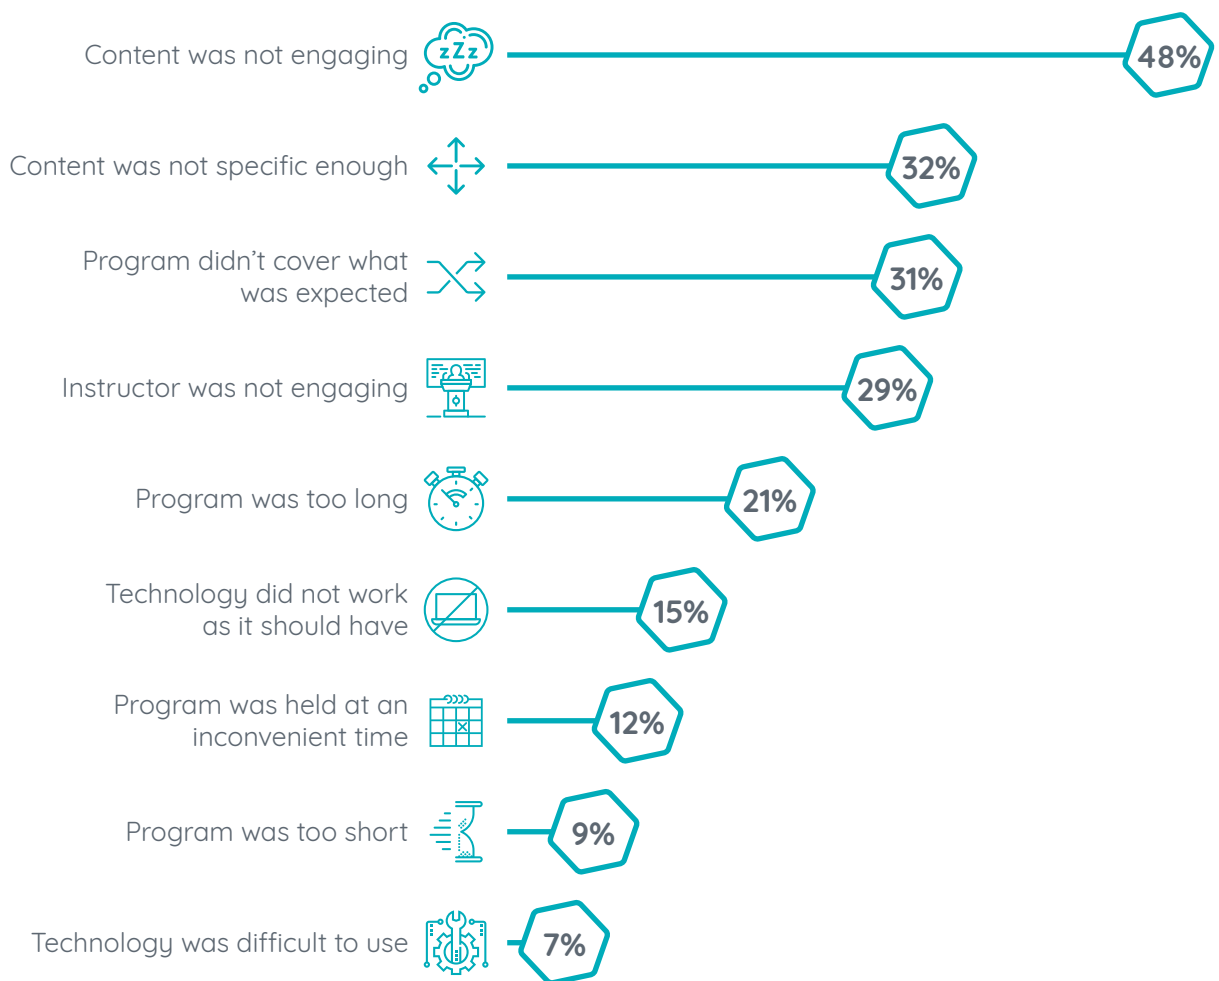 Content was not engaging
zZz
48%
Content was not specific enough
32%
Program didn't cover what
was expected
31%
Instructor was not engaging
29%
Program was too long
21%
Technology did not work
as it should have
15%
Program was held at an
inconvenient time
12%
Program was too short
9%
Technology was difficult to use
7%